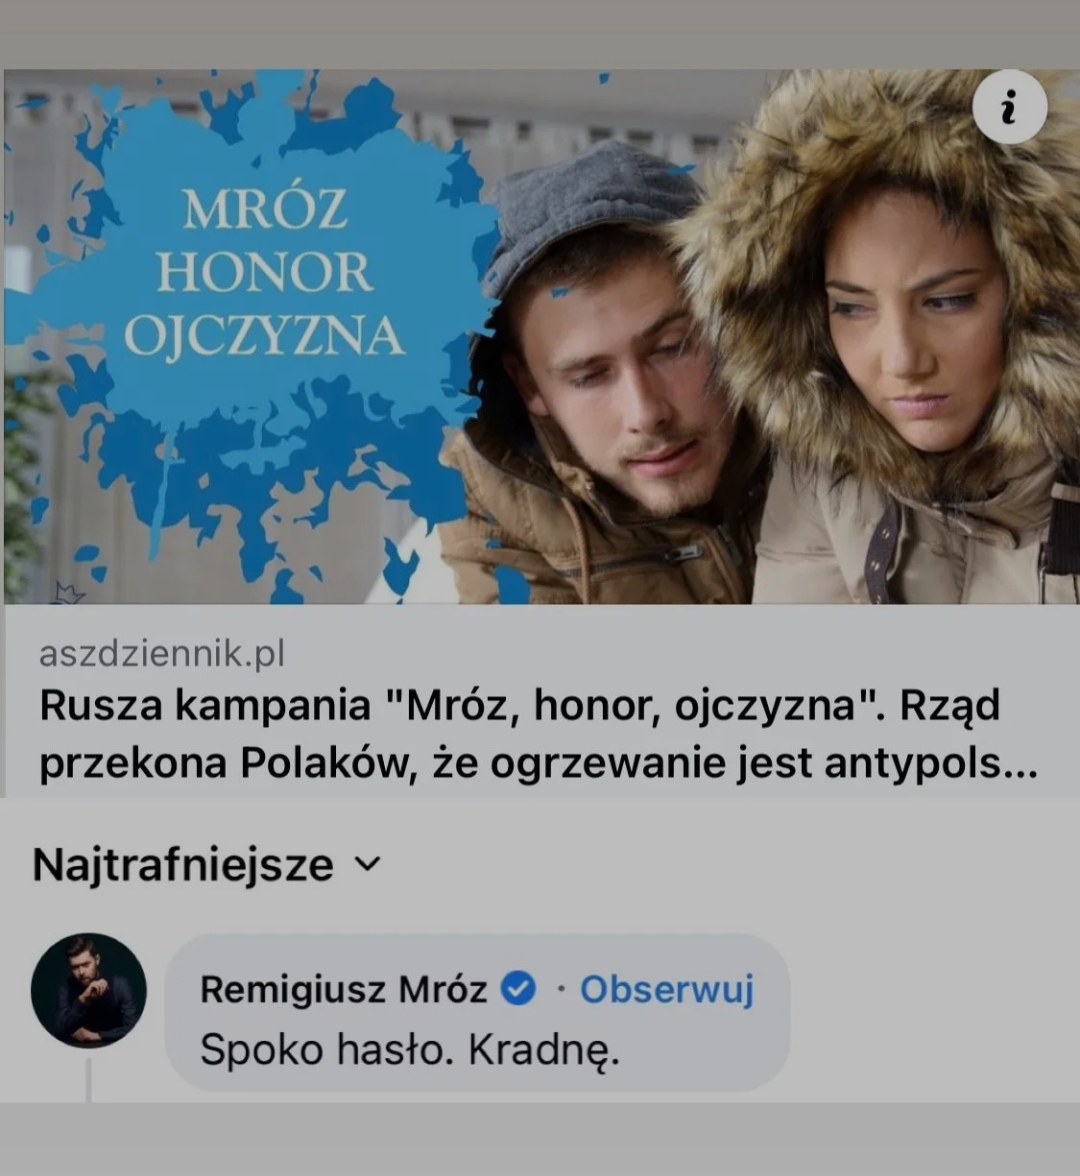 MRÓZ
HONOR
OJCZYZNA
i
aszdziennik.pl
Rusza kampania "Mróz, honor, ojczyzna". Rząd
przekona Polaków, że ogrzewanie jest antypols...
Najtrafniejsze
Remigiusz Mróz · Obserwuj
Spoko hasło. Kradnę.